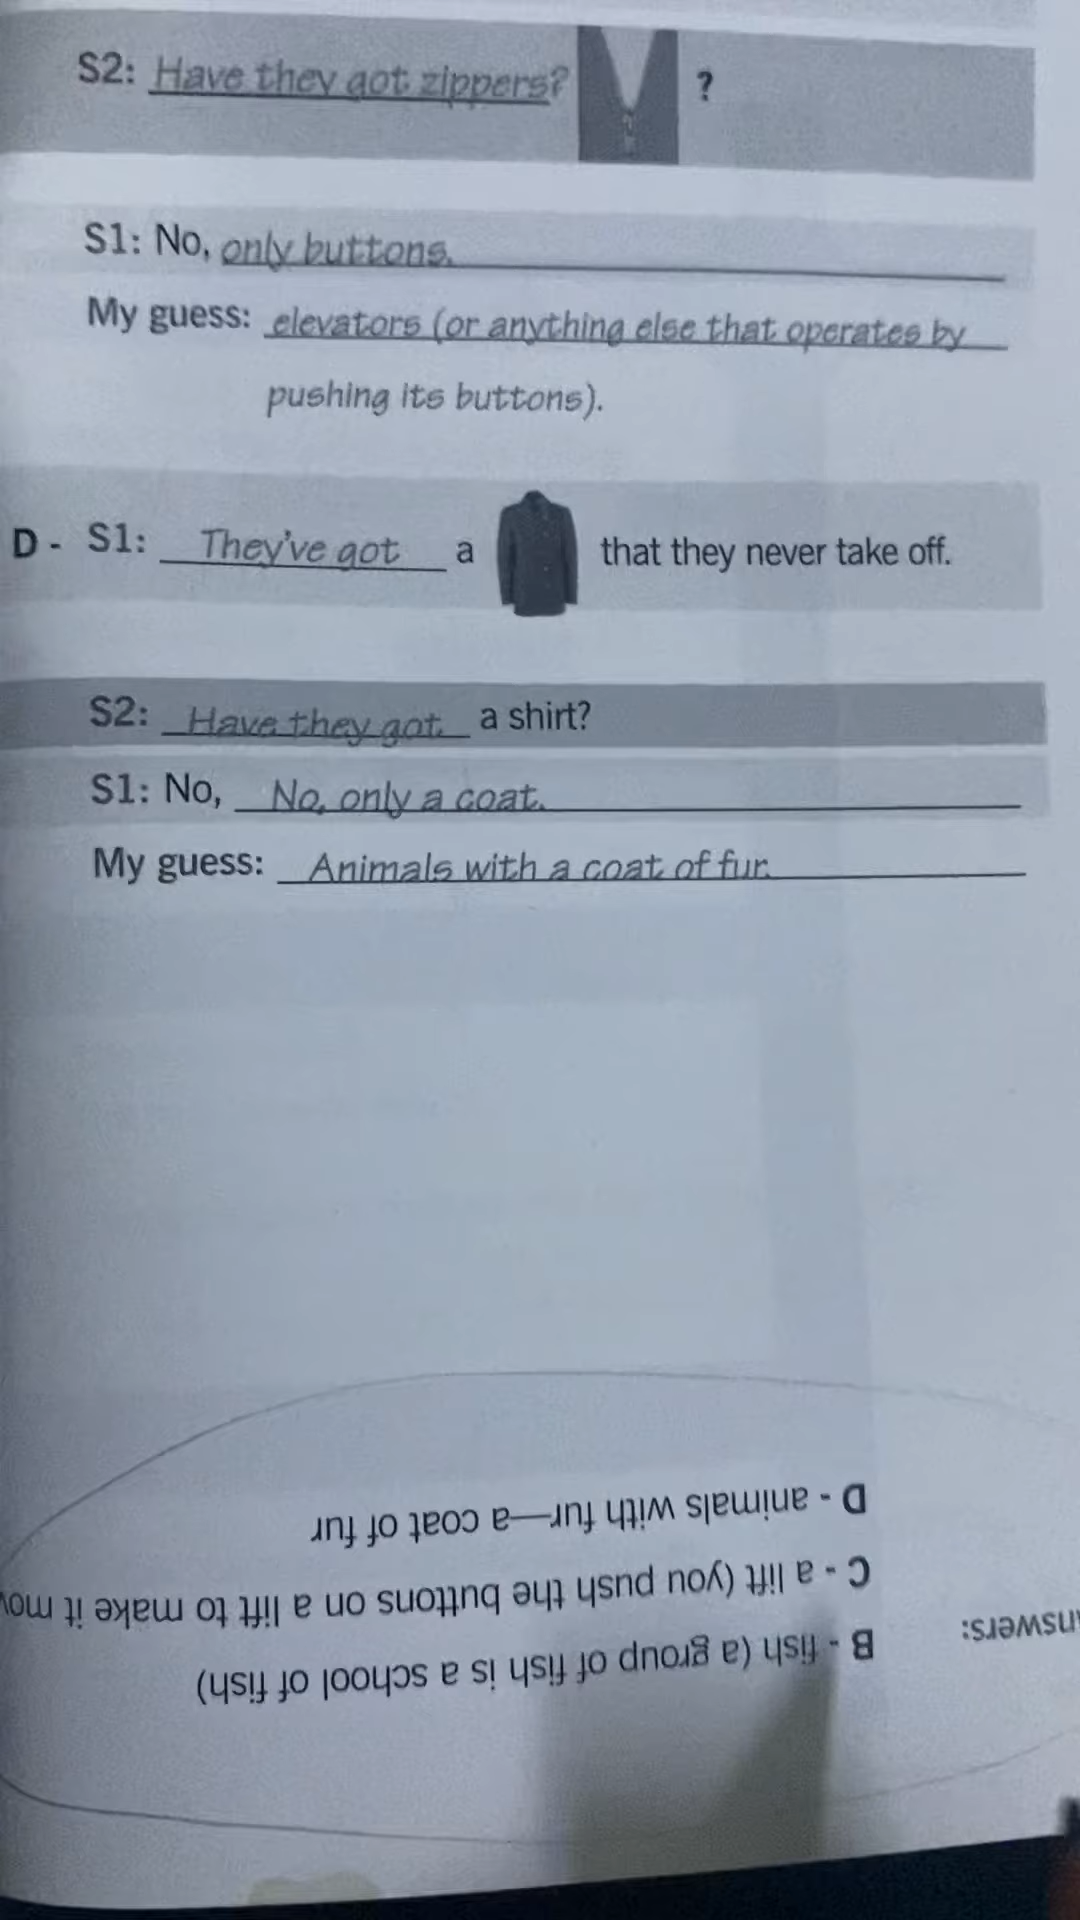 S2: Have they got zippers? ?
S1: No, only buttons.
My guess: elevators (or anything else that operates by
pushing its buttons).
D - S1: They've got a that they never take off.
S2: Have they got a shirt?
S1: No, No, only a coat.
My guess: Animals with a coat of fur.
nswers:
B - fish (a group of fish is a school of fish)
C - a lift (you push the buttons on a lift to make it mov
D - animals with fur—a coat of fur